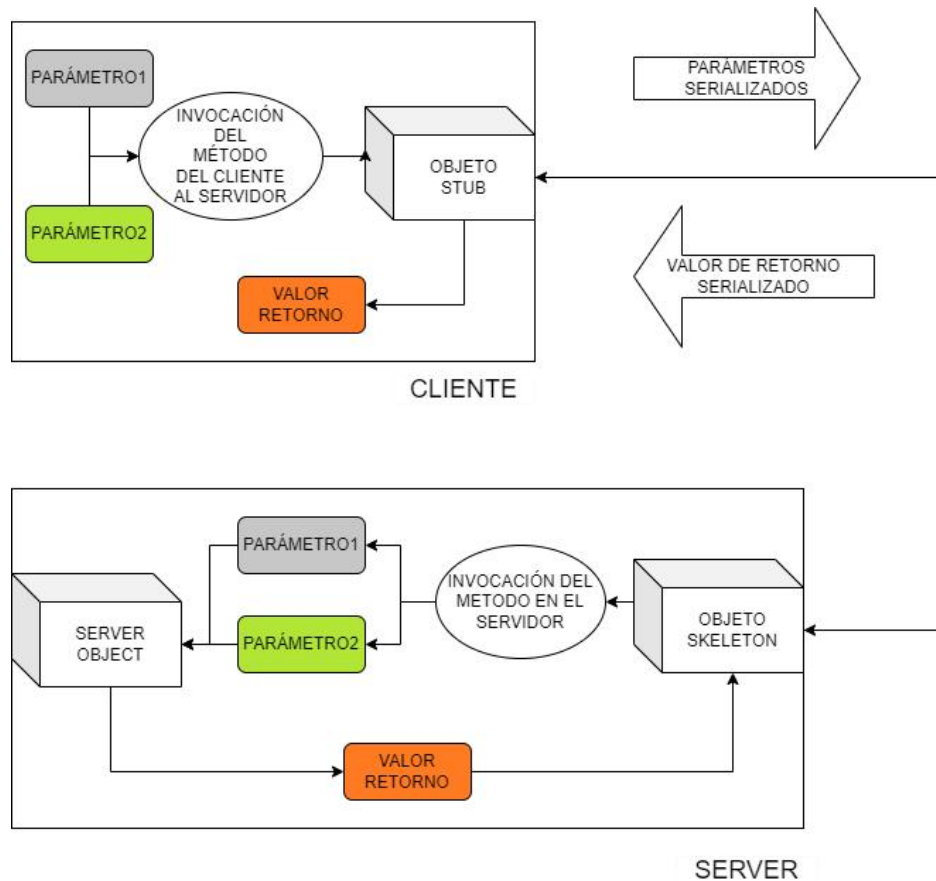 PARÁMETRO1
INVOCACIÓN
DEL
MÉTODO
DEL CLIENTE
AL SERVIDOR
PARÁMETRO2
OBJETO
STUB
VALOR
RETORNO
PARÁMETROS
SERIALIZADOS
VALOR DE RETORNO
SERIALIZADO
CLIENTE
PARÁMETRO1
PARÁMETRO2
INVOCACIÓN DEL
METODO EN EL
SERVIDOR
OBJETO
SKELETON
SERVER
OBJECT
VALOR
RETORNO
SERVER